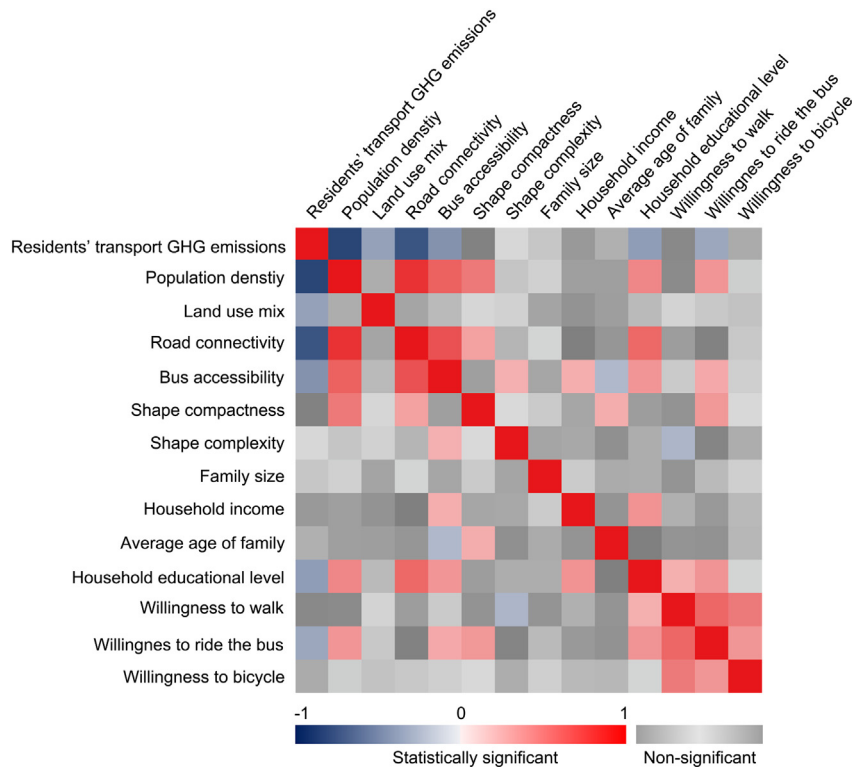 Residents' transport GHG emissions
Population denstiy
Land use mix
Road connectivity
Bus accessibility
Shape compactness
Shape complexity
Family size
Household income
Average age of family
Household educational level
Willingness to walk
Willingnes to ride the bus
Willingness to bicycle
Residents' transport GHG emissions
Population denstiy
Land use mix
Road connectivity
Bus accessibility
Shape compactness
Shape complexity
Family size
Household income
Average age of family
Household educational level
Willingness to walk
Willingnes to ride the bus
Willingness to bicycle
-1 0 1
Statistically significant Non-significant